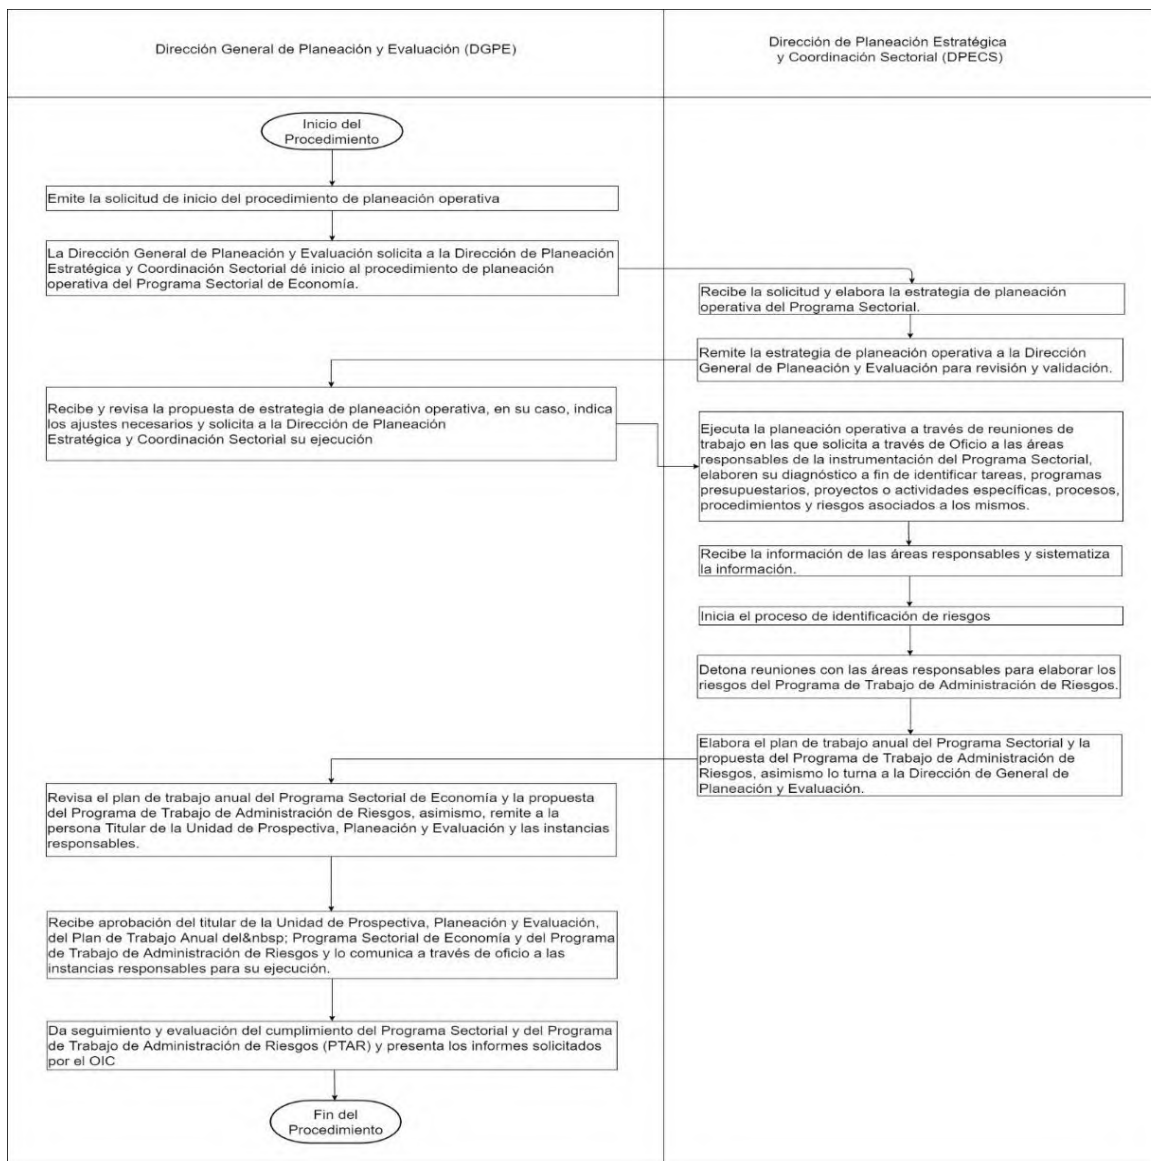 Dirección General de Planeación y Evaluación (DGPE)
Dirección de Planeación Estratégica
y Coordinación Sectorial (DPECS)
Inicio del
Procedimiento
Emite la solicitud de inicio del procedimiento de planeación operativa
La Dirección General de Planeación y Evaluación solicita a la Dirección de Planeación
Estratégica y Coordinación Sectorial dé inicio al procedimiento de planeación
operativa del Programa Sectorial de Economía.
Recibe la solicitud y elabora la estrategia de planeación
operativa del Programa Sectorial.
Remite la estrategia de planeación operativa a la Dirección
General de Planeación y Evaluación para revisión y validación.
Recibe y revisa la propuesta de estrategia de planeación operativa, en su caso, indica
los ajustes necesarios y solicita a la Dirección de Planeación
Estratégica y Coordinación Sectorial su ejecución
Ejecuta la planeación operativa a través de reuniones de
trabajo en las que solicita a través de Oficio a las áreas
responsables de la instrumentación del Programa Sectorial,
elaboren su diagnóstico a fin de identificar tareas, programas
presupuestarios, proyectos o actividades específicas, procesos,
procedimientos y riesgos asociados a los mismos.
Recibe la información de las áreas responsables y sistematiza
la información.
Inicia el proceso de identificación de riesgos
Detona reuniones con las áreas responsables para elaborar los
riesgos del Programa de Trabajo de Administración de Riesgos.
Elabora el plan de trabajo anual del Programa Sectorial y la
propuesta del Programa de Trabajo de Administración de
Riesgos, asimismo lo turna a la Dirección de General de
Planeación y Evaluación.
Revisa el plan de trabajo anual del Programa Sectorial de Economía y la propuesta
del Programa de Trabajo de Administración de Riesgos, asimismo, remite a la
persona Titular de la Unidad de Prospectiva, Planeación y Evaluación y las instancias
responsables.
Recibe aprobación del titular de la Unidad de Prospectiva, Planeación y Evaluación,
del Plan de Trabajo Anual del&nbsp; Programa Sectorial de Economía y del Programa
de Trabajo de Administración de Riesgos y lo comunica a través de oficio a las
instancias responsables para su ejecución.
Da seguimiento y evaluación del cumplimiento del Programa Sectorial y del Programa
de Trabajo de Administración de Riesgos (PTAR) y presenta los informes solicitados
por el OIC
Fin del
Procedimiento